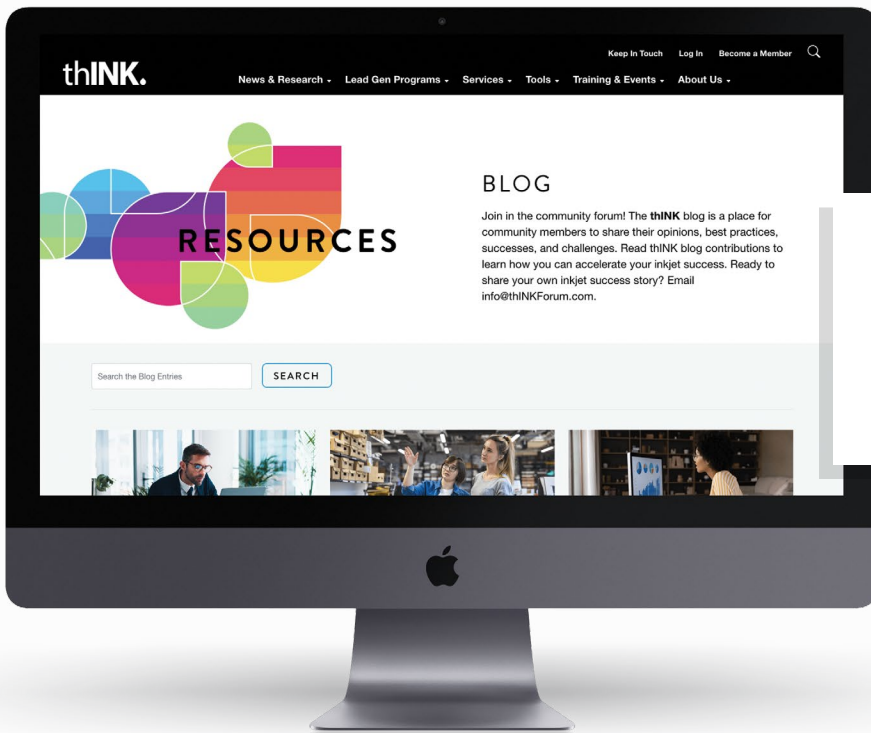 Keep In Touch Log In Become a Member
thINK.
News & Research Lead Gen Programs Services Tools Training & Events About Us
RESOURCES
BLOG
Join in the community forum! The thINK blog is a place for
community members to share their opinions, best practices,
successes, and challenges. Read thINK blog contributions to
learn how you can accelerate your inkjet success. Ready to
share your own inkjet success story? Email
info@thINKForum.com.
Search the Blog Entries
SEARCH